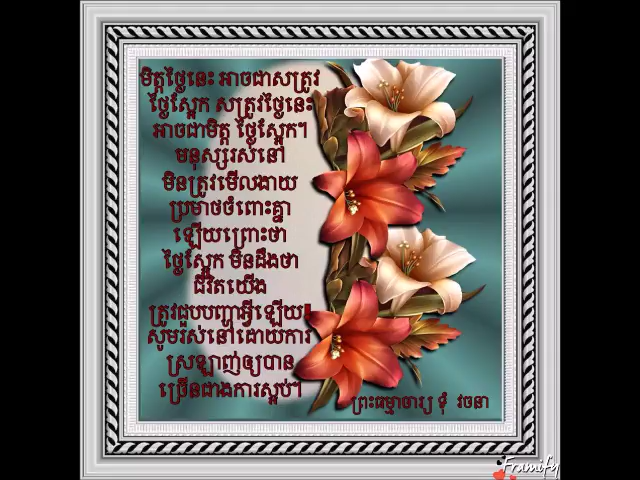 មិត្តថ្ងៃនេះ អាចជាសត្រូវ
ថ្ងៃស្អែក សត្រូវថ្ងៃនេះ
អាចជាមិត្ត ថ្ងៃស្អែក។
មនុស្សរស់នៅ
មិនត្រូវមើលងាយ
ប្រមាថចំពោះគ្នា
ឡើយព្រោះថា
ថ្ងៃស្អែក មិនដឹងថា
ជីវិតយើង
ត្រូវជួបបញ្ហាអ្វីឡើយ
សូមរស់នៅដោយការ
ស្រឡាញ់ឲ្យបាន
ច្រើនជាងការស្អប់។
ព្រះធម្មាចារ្យ ទុំ វចនា
Framify